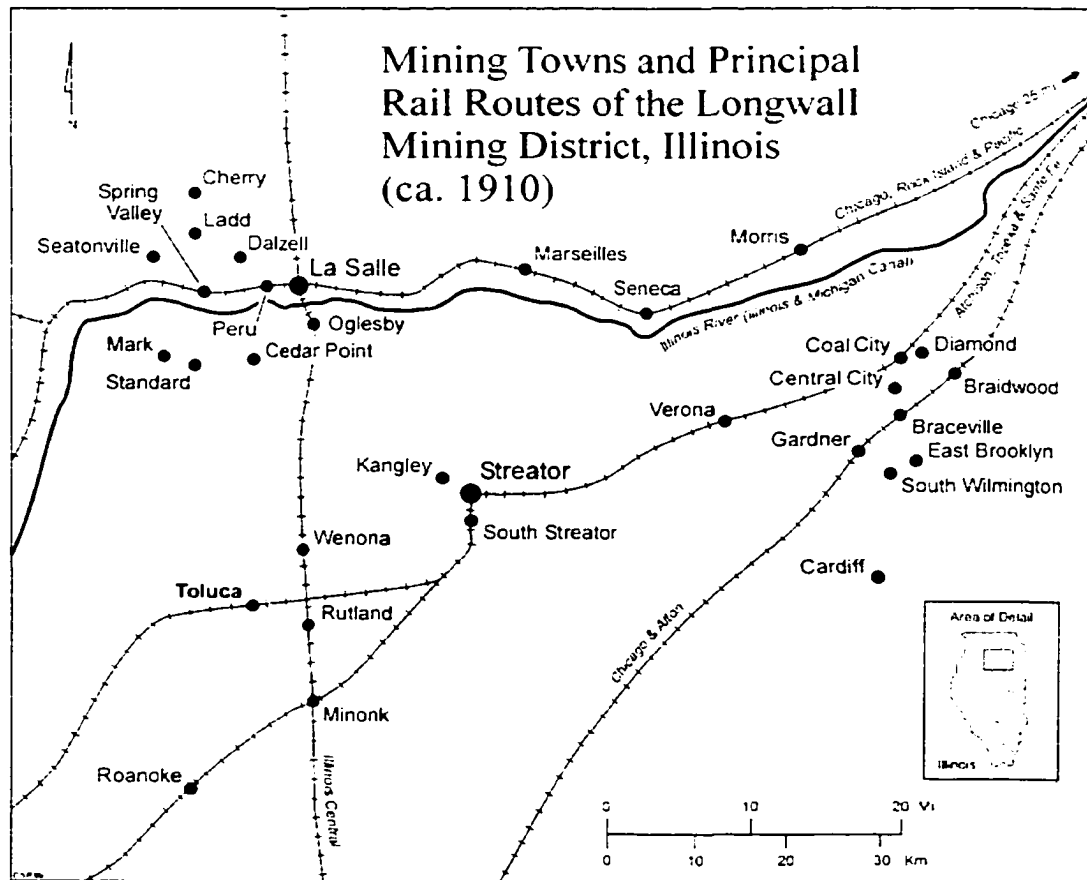 Mining Towns and Principal
Rail Routes of the Longwall
Mining District, Illinois
(ca. 1910)
Chicago 25 mi
Chicago, Rock Island & Pacific
Illinois River (Illinois & Michigan Canal)
Atchison, Topeka & Santa Fe
Cherry
Spring
Valley
Ladd
Seatonville
Dalzell
La Salle
Marseilles
Morris
Seneca
Peru
Oglesby
Mark
Cedar Point
Standard
Coal City
Diamond
Central City
Braidwood
Verona
Braceville
Gardner
East Brooklyn
South Wilmington
Kangley
Streator
South Streator
Wenona
Cardiff
Toluca
Rutland
Chicago & Alton
Minonk
Roanoke
Illinois Central
Area of Detail
Illinois
0 10 20 Mi
0 10 20 30 Km